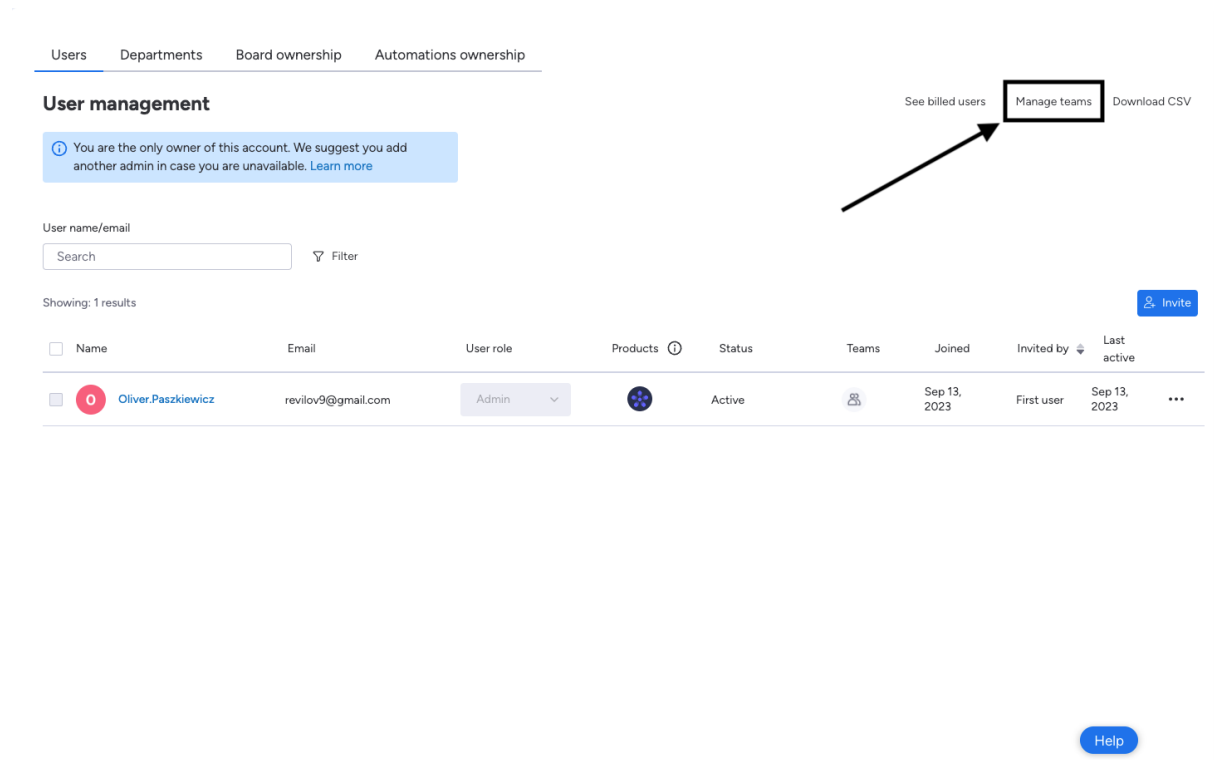 Users Departments Board ownership Automations ownership
User management
See billed users Manage teams Download CSV
You are the only owner of this account. We suggest you add
another admin in case you are unavailable. Learn more
User name/email
Search Filter
Showing: 1 results
Invite
Name Email User role Products Status Teams Joined Invited by Last
active
O Oliver.Paszkiewicz revilov9@gmail.com Admin Active Sep 13,
2023 First user Sep 13,
2023
Help